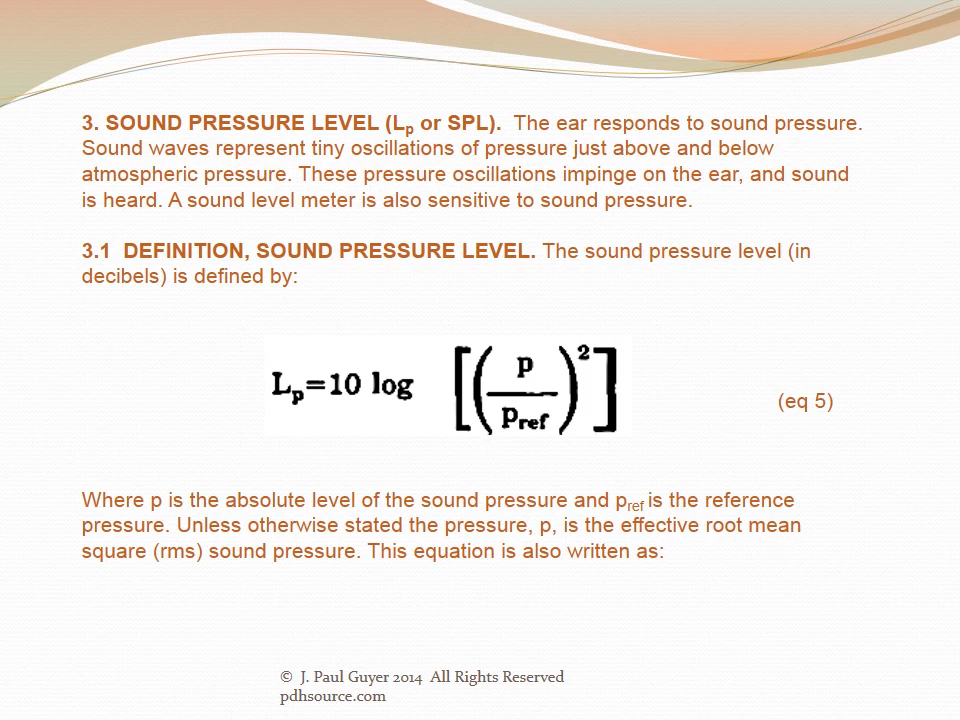 3. SOUND PRESSURE LEVEL (Lp or SPL). The ear responds to sound pressure.
Sound waves represent tiny oscillations of pressure just above and below
atmospheric pressure. These pressure oscillations impinge on the ear, and sound
is heard. A sound level meter is also sensitive to sound pressure.
3.1 DEFINITION, SOUND PRESSURE LEVEL. The sound pressure level (in
decibels) is defined by:
Lp=10 log [(p/pref)²]
(eq 5)
Where p is the absolute level of the sound pressure and pref is the reference
pressure. Unless otherwise stated the pressure, p, is the effective root mean
square (rms) sound pressure. This equation is also written as:
© J. Paul Guyer 2014 All Rights Reserved
pdhsource.com